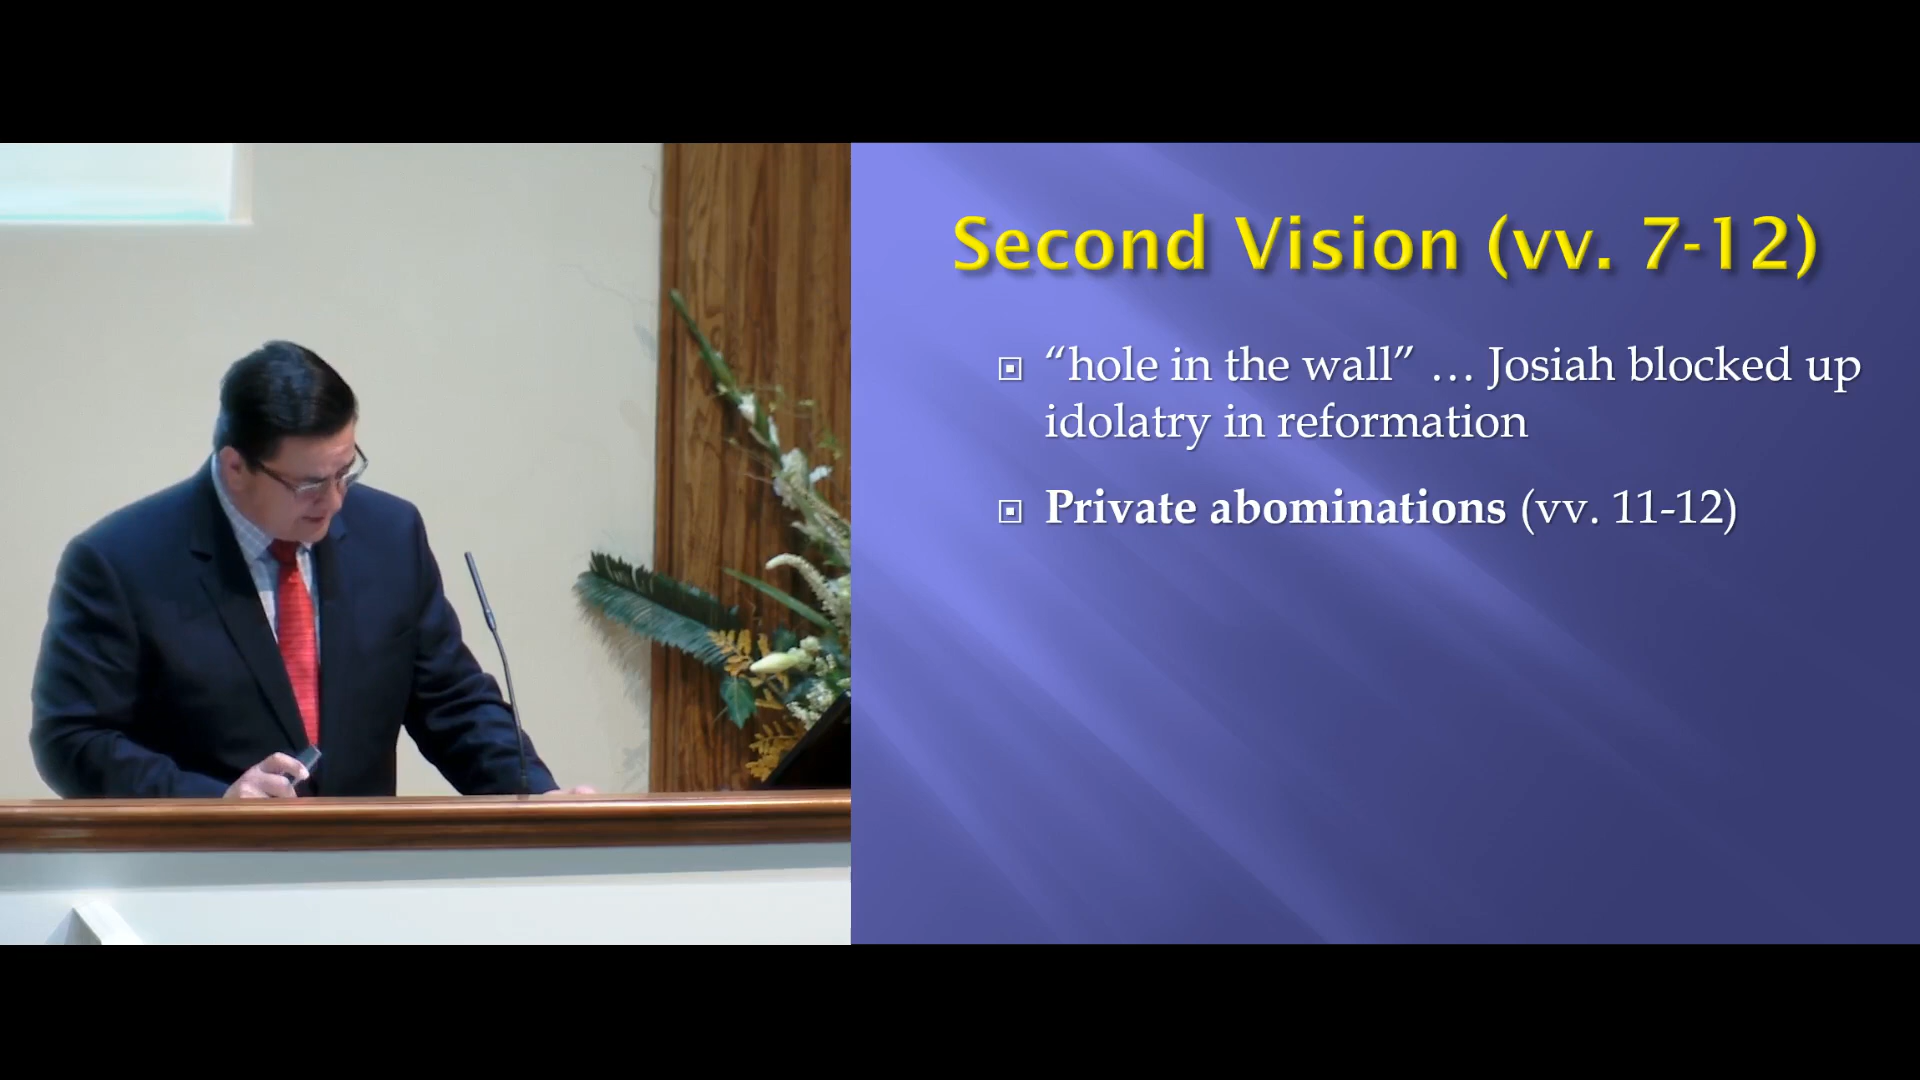 Second Vision (vv. 7-12)
“hole in the wall” … Josiah blocked up
idolatry in reformation
Private abominations (vv. 11-12)